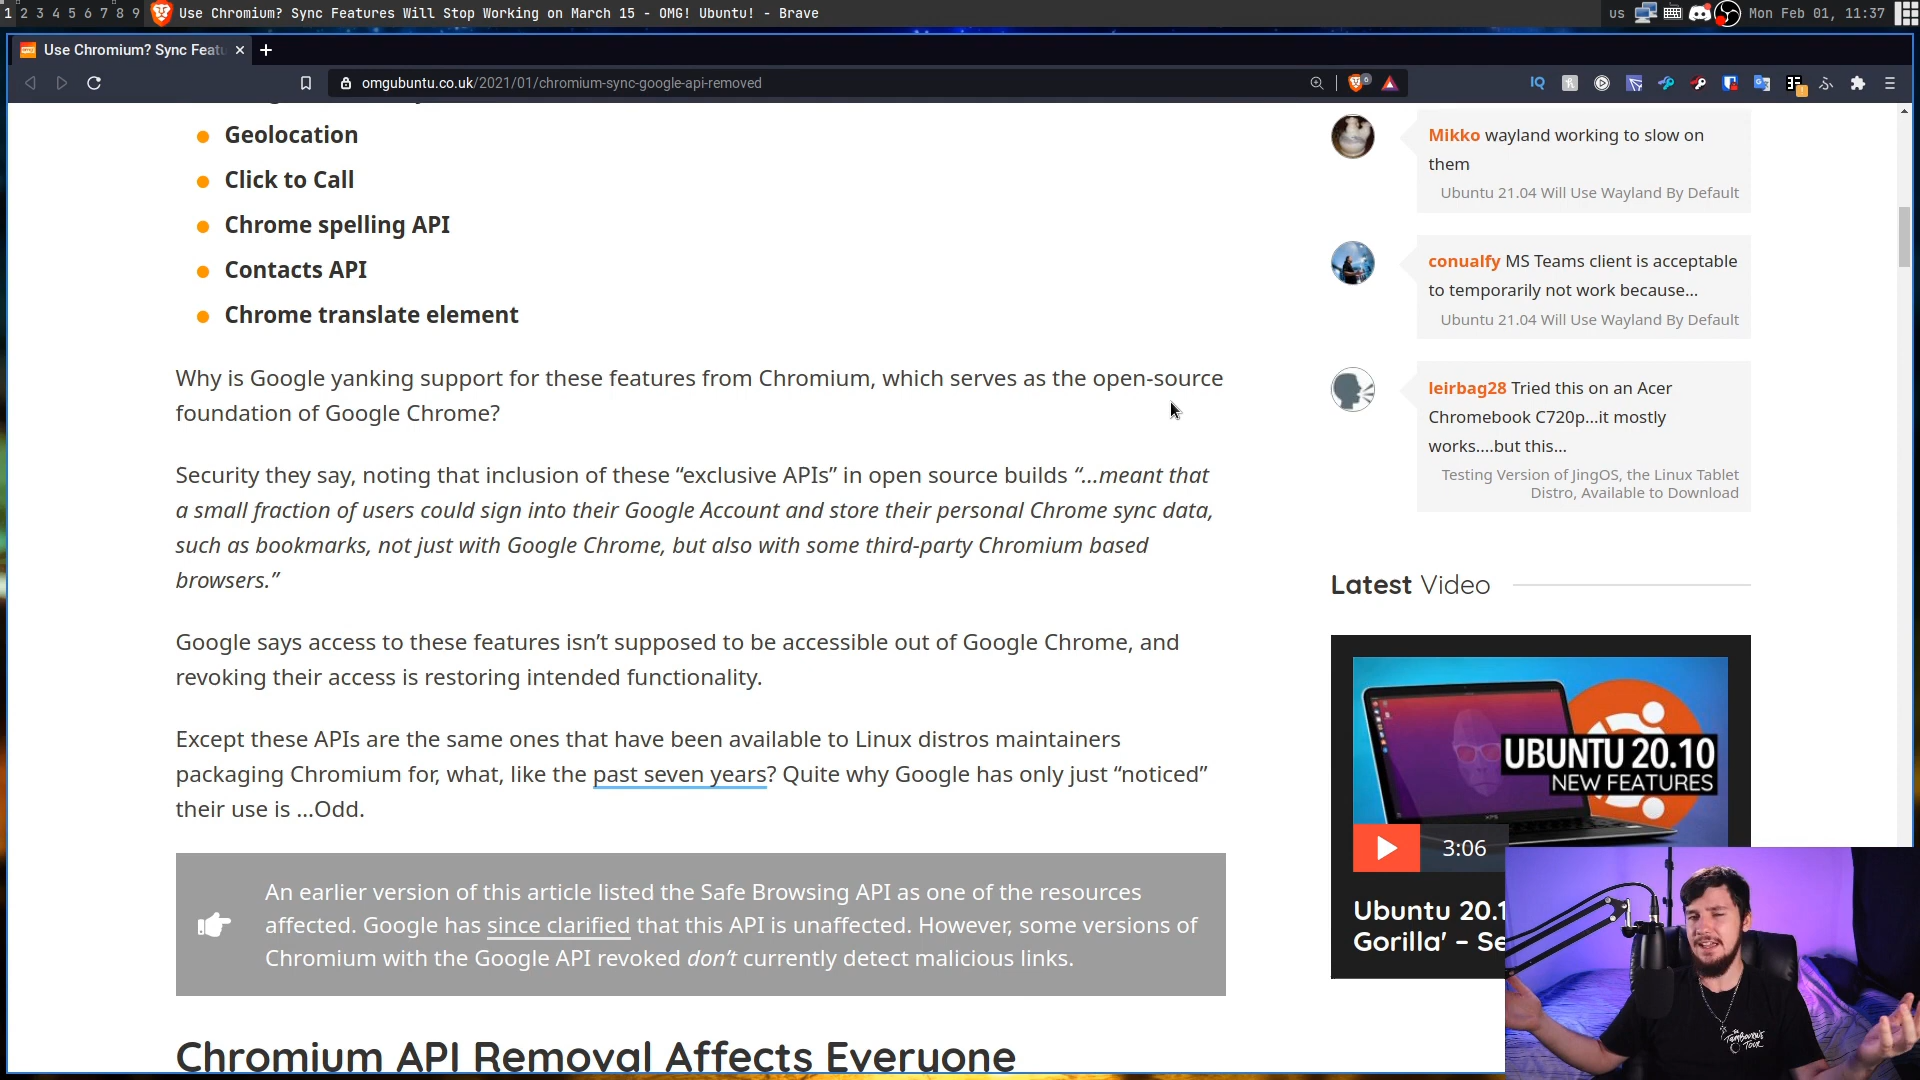 1 2 3 4 5 6 7 8 9 Use Chromium? Sync Features Will Stop Working on March 15 - OMG! Ubuntu! - Brave
us Mon Feb 01, 11:37
Use Chromium? Sync Featu
omgubuntu.co.uk/2021/01/chromium-sync-google-api-removed
IQ
Geolocation
Click to Call
Chrome spelling API
Contacts API
Chrome translate element
Why is Google yanking support for these features from Chromium, which serves as the open-source
foundation of Google Chrome?
Security they say, noting that inclusion of these “exclusive APIs” in open source builds “…meant that
a small fraction of users could sign into their Google Account and store their personal Chrome sync data,
such as bookmarks, not just with Google Chrome, but also with some third-party Chromium based
browsers.”
Google says access to these features isn’t supposed to be accessible out of Google Chrome, and
revoking their access is restoring intended functionality.
Except these APIs are the same ones that have been available to Linux distros maintainers
packaging Chromium for, what, like the past seven years? Quite why Google has only just “noticed”
their use is …Odd.
An earlier version of this article listed the Safe Browsing API as one of the resources
affected. Google has since clarified that this API is unaffected. However, some versions of
Chromium with the Google API revoked don’t currently detect malicious links.
Chromium API Removal Affects Everyone
Mikko wayland working to slow on
them
Ubuntu 21.04 Will Use Wayland By Default
conualfy MS Teams client is acceptable
to temporarily not work because...
Ubuntu 21.04 Will Use Wayland By Default
leirbag28 Tried this on an Acer
Chromebook C720p...it mostly
works....but this...
Testing Version of JingOS, the Linux Tablet
Distro, Available to Download
Latest Video
UBUNTU 20.10
NEW FEATURES
XPS
3:06
Ubuntu 20.1
Gorilla’ – Se